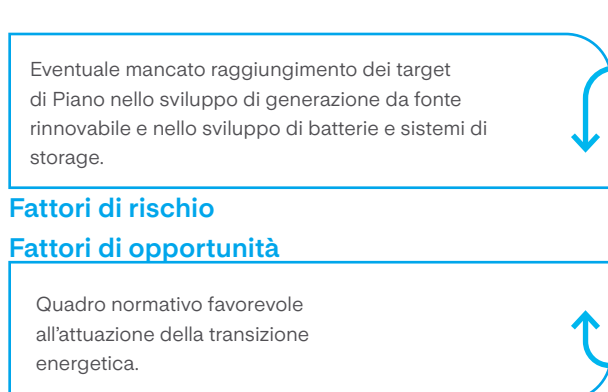 Eventuale mancato raggiungimento dei target
di Piano nello sviluppo di generazione da fonte
rinnovabile e nello sviluppo di batterie e sistemi di
storage.
Fattori di rischio
Fattori di opportunità
Quadro normativo favorevole
all'attuazione della transizione
energetica.